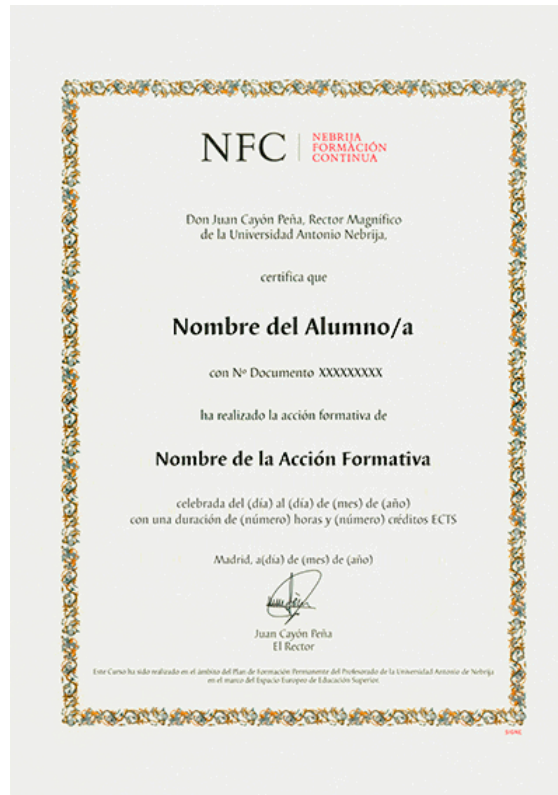 NFC
NEBRIJA
FORMACIÓN
CONTINUA
Don Juan Cayón Peña, Rector Magnífico
de la Universidad Antonio Nebrija,
certifica que
Nombre del Alumno/a
con Nº Documento XXXXXXXXX
ha realizado la acción formativa de
Nombre de la Acción Formativa
celebrada del (día) al (día) de (mes) de (año)
con una duración de (número) horas y (número) créditos ECTS
Madrid, a(día) de (mes) de (año)
Juan Cayón Peña
El Rector
Este Curso ha sido realizado en el ámbito del Plan de Formación Permanente del Profesorado de la Universidad Antonio de Nebrija
en el marco del Espacio Europeo de Educación Superior.
SIGNE